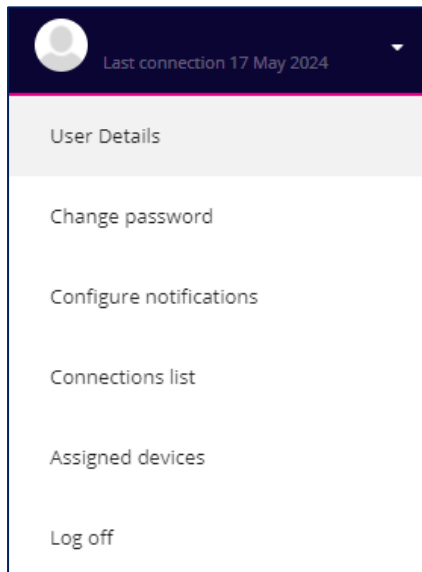 Last connection 17 May 2024
User Details
Change password
Configure notifications
Connections list
Assigned devices
Log off